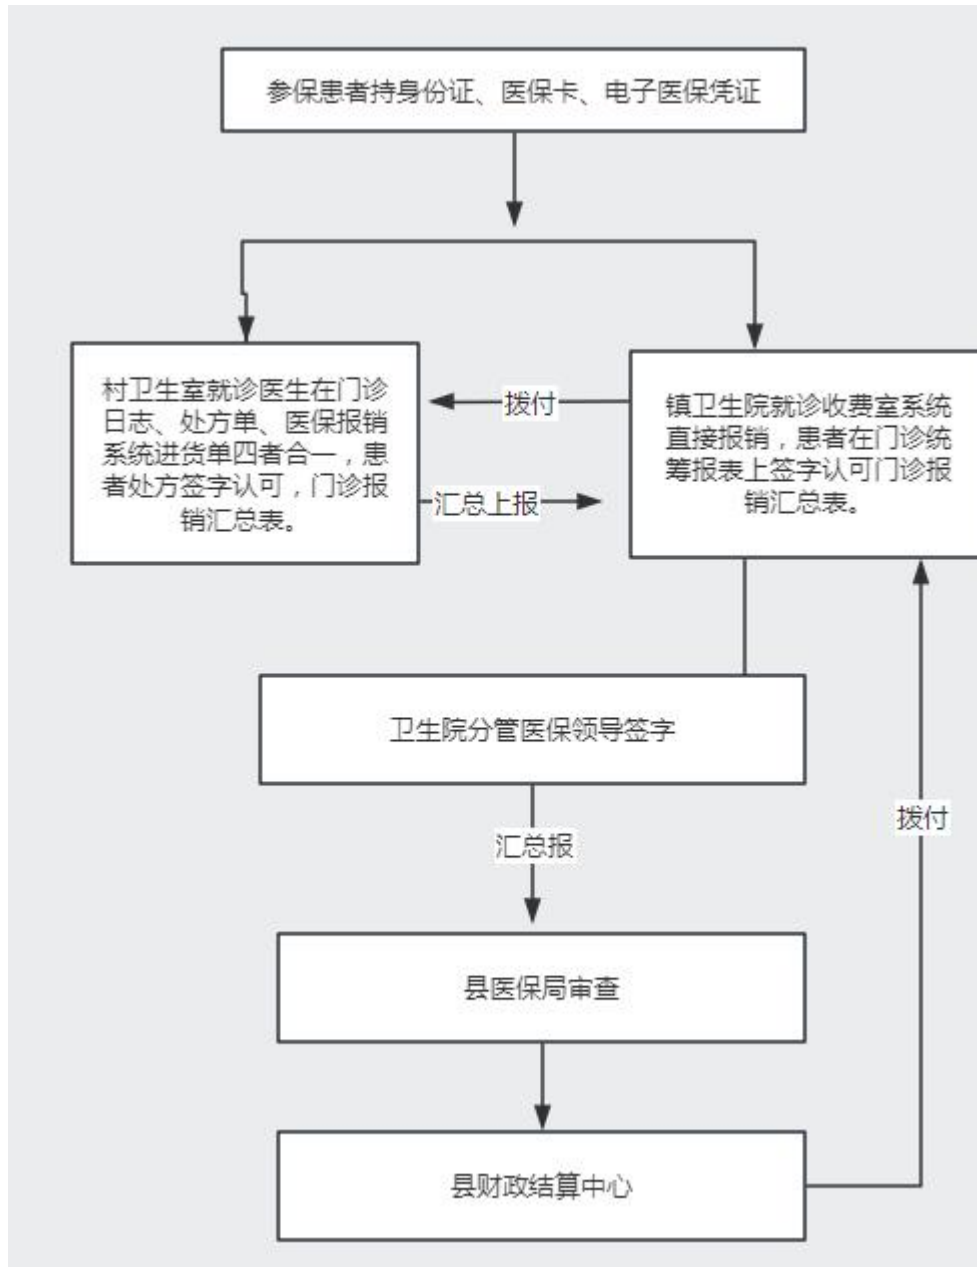 参保患者持身份证、医保卡、电子医保凭证
村卫生室就诊医生在门诊
日志、处方单、医保报销
系统进货单四者合一，患
者处方签字认可，门诊报
销汇总表。
拨付
汇总上报
镇卫生院就诊收费室系统
直接报销，患者在门诊统
筹报表上签字认可门诊报
销汇总表。
卫生院分管医保领导签字
汇总报
拨付
县医保局审查
县财政结算中心